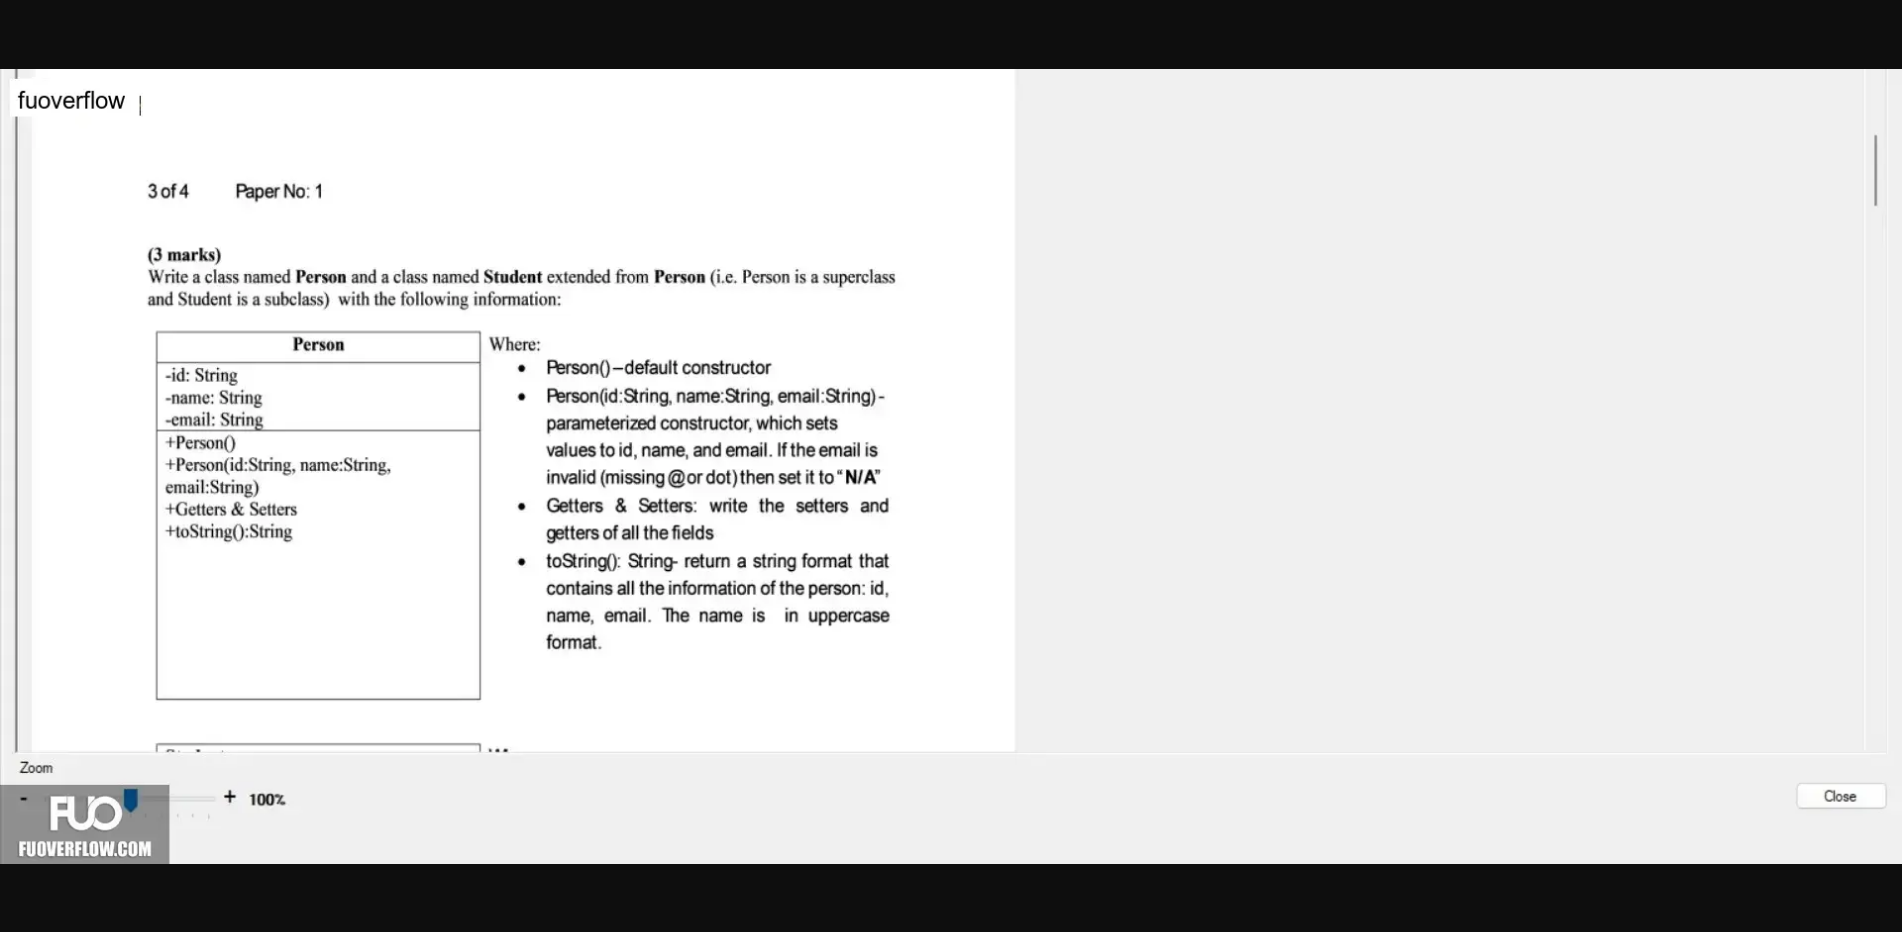 fuoverflow
3 of 4 Paper No: 1
(3 marks)
Write a class named Person and a class named Student extended from Person (i.e. Person is a superclass
and Student is a subclass) with the following information:
Person
-id: String
-name: String
-email: String
+Person()
+Person(id:String, name:String,
email:String)
+Getters & Setters
+toString():String
Where:
• Person() – default constructor
• Person(id:String, name:String, email:String) -
parameterized constructor, which sets
values to id, name, and email. If the email is
invalid (missing @ or dot) then set it to “N/A”
• Getters & Setters: write the setters and
getters of all the fields
• toString(): String- return a string format that
contains all the information of the person: id,
name, email. The name is in uppercase
format.
Zoom
- + 100%
Close
FUO
FUOVERFLOW.COM